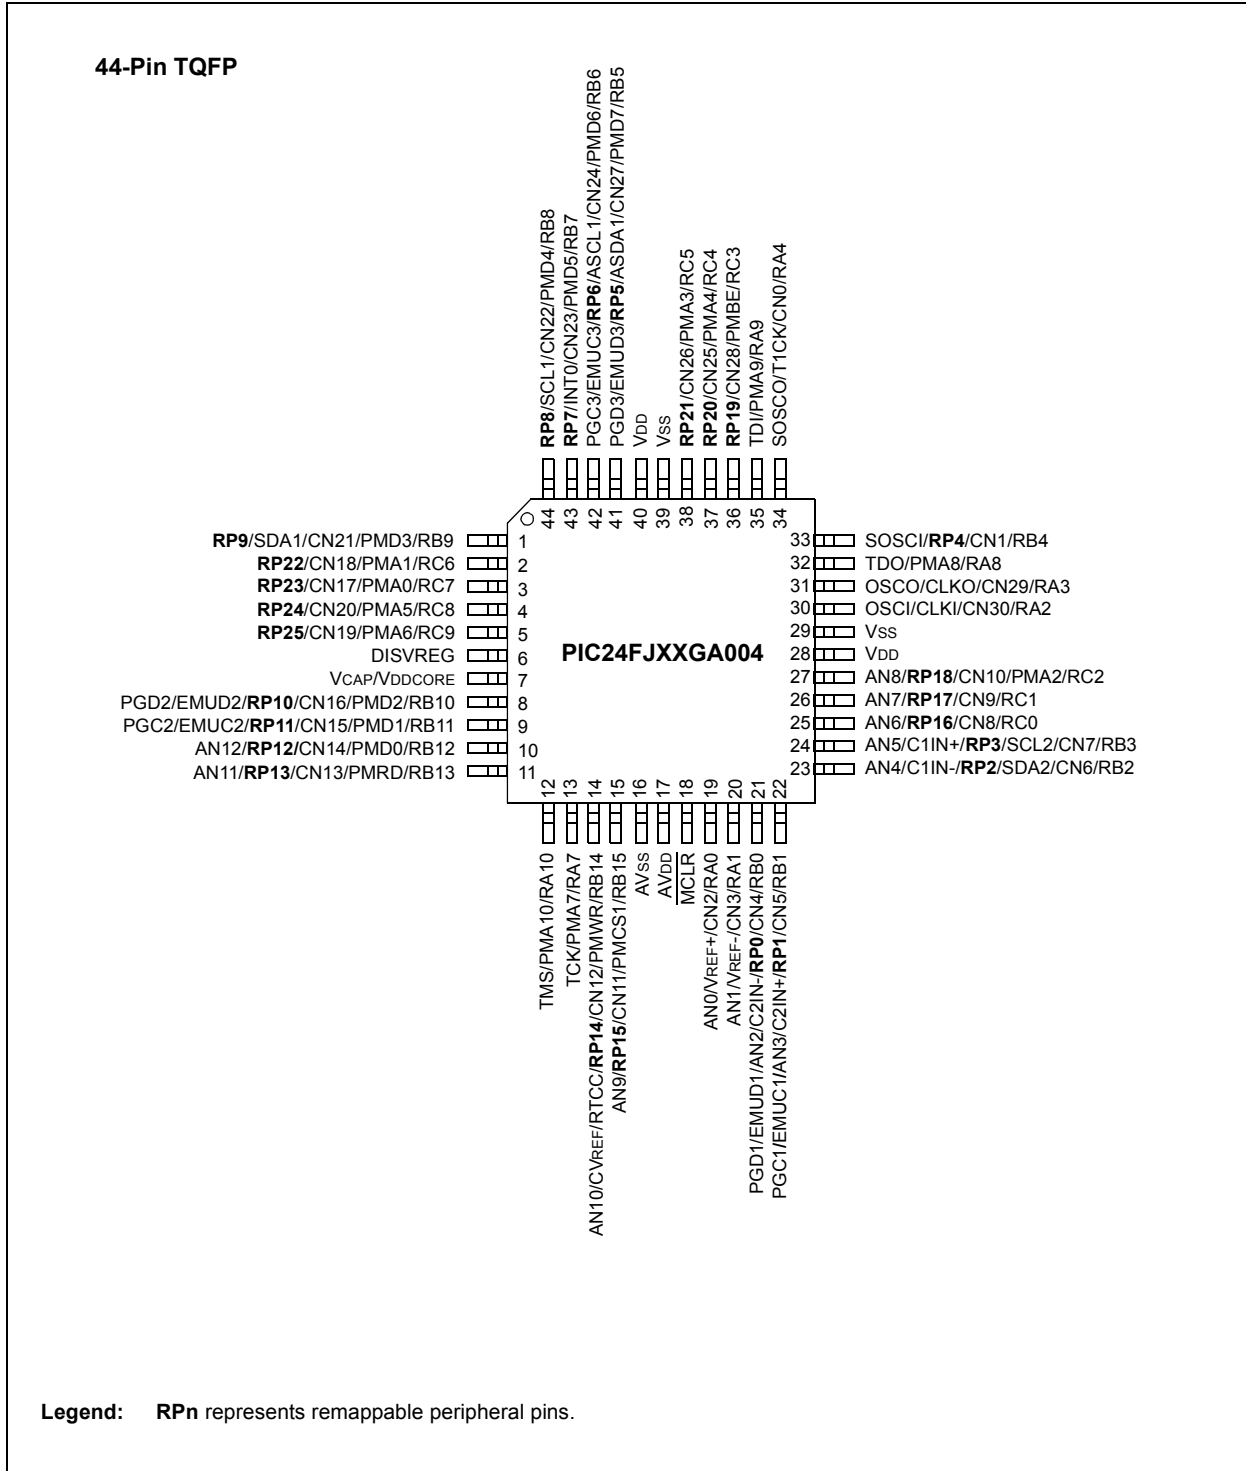 44-Pin TQFP
RP8/SCL1/CN22/PMD4/RB8
RP7/INT0/CN23/PMD5/RB7
PGC3/EMUC3/RP6/ASCL1/CN24/PMD6/RB6
PGD3/EMUD3/RP5/ASDA1/CN27/PMD7/RB5
VDD
VSS
RP21/CN26/PMA3/RC5
RP20/CN25/PMA4/RC4
RP19/CN28/PMBE/RC3
TDI/PMA9/RA9
SOSCO/T1CK/CN0/RA4
44
43
42
41
40
39
38
37
36
35
34
RP9/SDA1/CN21/PMD3/RB9 1
RP22/CN18/PMA1/RC6 2
RP23/CN17/PMA0/RC7 3
RP24/CN20/PMA5/RC8 4
RP25/CN19/PMA6/RC9 5
DISVREG 6
VCAP/VDDCORE 7
PGD2/EMUD2/RP10/CN16/PMD2/RB10 8
PGC2/EMUC2/RP11/CN15/PMD1/RB11 9
AN12/RP12/CN14/PMD0/RB12 10
AN11/RP13/CN13/PMRD/RB13 11
PIC24FJXXGA004
33 SOSCI/RP4/CN1/RB4
32 TDO/PMA8/RA8
31 OSCO/CLKO/CN29/RA3
30 OSCI/CLKI/CN30/RA2
29 VSS
28 VDD
27 AN8/RP18/CN10/PMA2/RC2
26 AN7/RP17/CN9/RC1
25 AN6/RP16/CN8/RC0
24 AN5/C1IN+/RP3/SCL2/CN7/RB3
23 AN4/C1IN-/RP2/SDA2/CN6/RB2
12
13
14
15
16
17
18
19
20
21
22
TMS/PMA10/RA10
TCK/PMA7/RA7
AN10/CVREF/RTCC/RP14/CN12/PMWR/RB14
AN9/RP15/CN11/PMCS1/RB15
AVSS
AVDD
MCLR
AN0/VREF+/CN2/RA0
AN1/VREF-/CN3/RA1
PGD1/EMUD1/AN2/C2IN-/RP0/CN4/RB0
PGC1/EMUC1/AN3/C2IN+/RP1/CN5/RB1
Legend: RPn represents remappable peripheral pins.